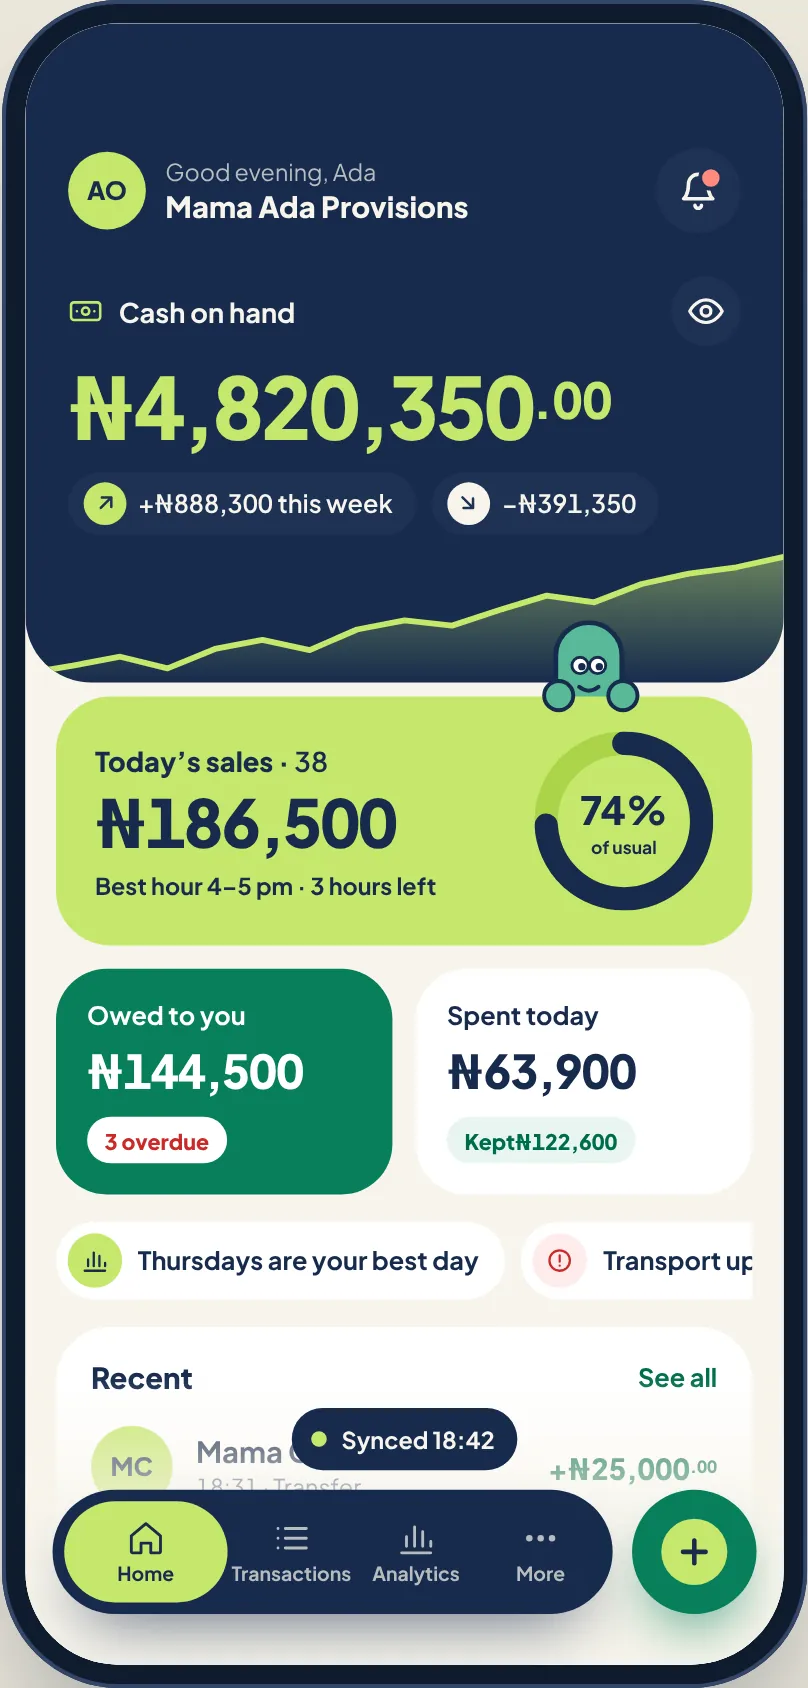 AO
Good evening, Ada
Mama Ada Provisions
Cash on hand
₦4,820,350.00
+₦888,300 this week
−₦391,350
Today’s sales · 38
₦186,500
Best hour 4–5 pm · 3 hours left
74%
of usual
Owed to you
₦144,500
3 overdue
Spent today
₦63,900
Kept₦122,600
Thursdays are your best day
Transport up
Recent
See all
MC
Mama
+₦25,000.00
18:31 · Transfer
Synced 18:42
Home
Transactions
Analytics
More